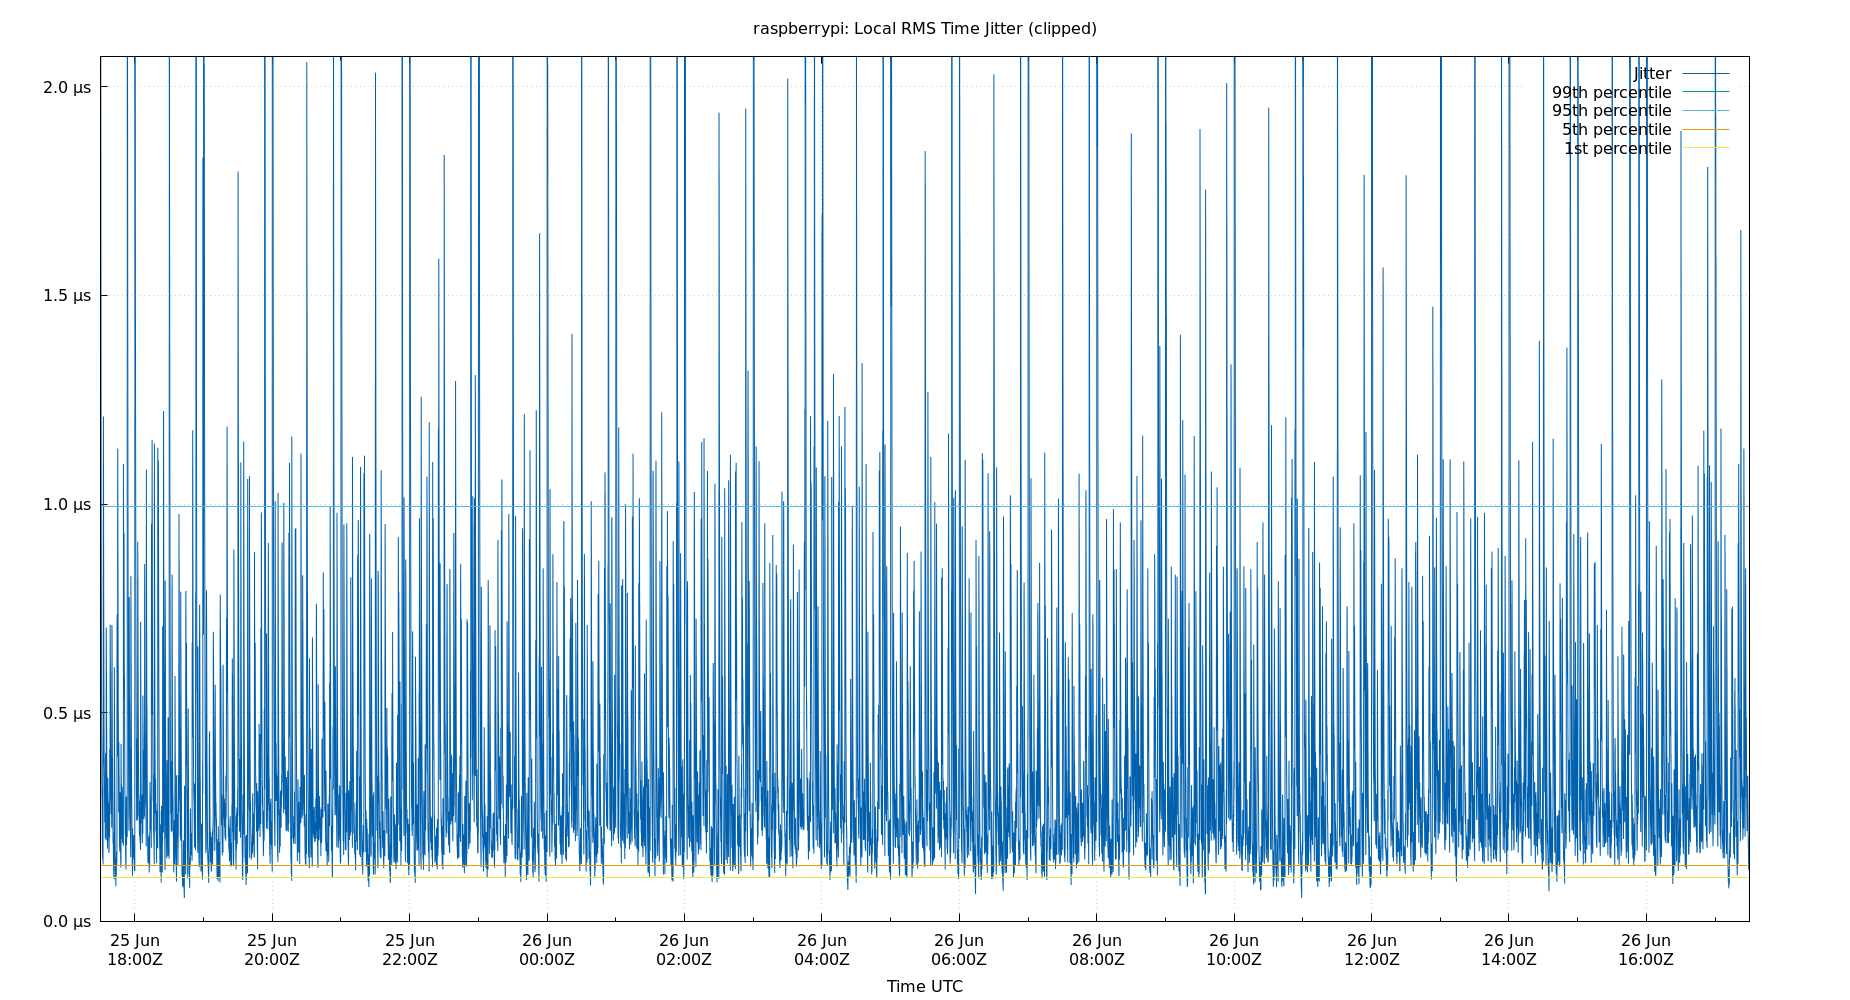 raspberrypi: Local RMS Time Jitter (clipped)
Jitter
99th percentile
95th percentile
5th percentile
1st percentile
2.0 µs
1.5 µs
1.0 µs
0.5 µs
0.0 µs
25 Jun 25 Jun 25 Jun 26 Jun 26 Jun 26 Jun 26 Jun 26 Jun 26 Jun 26 Jun 26 Jun 26 Jun
18:00Z 20:00Z 22:00Z 00:00Z 02:00Z 04:00Z 06:00Z 08:00Z 10:00Z 12:00Z 14:00Z 16:00Z
Time UTC